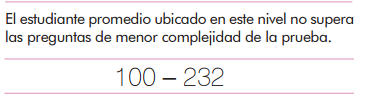 El estudiante promedio ubicado en este nivel no supera
las preguntas de menor complejidad de la prueba.
100 – 232